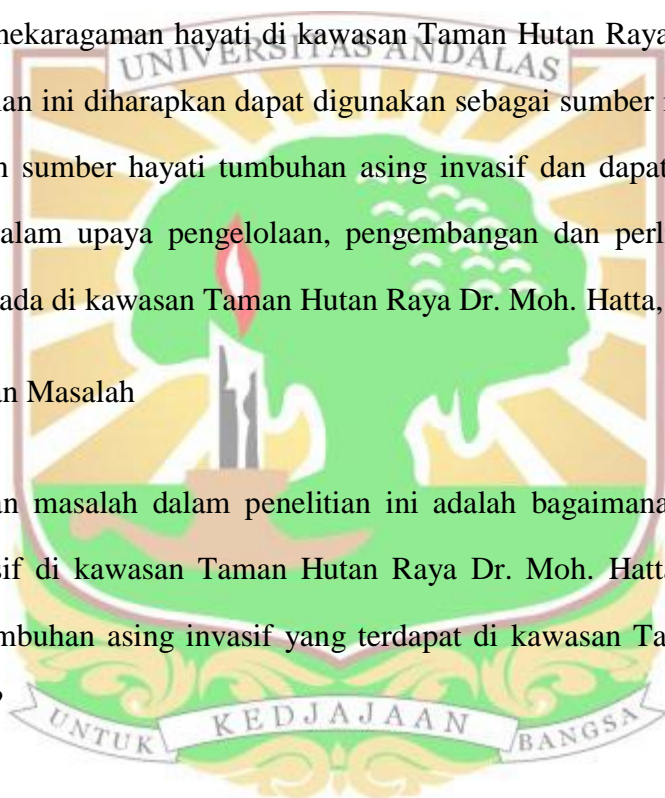 nekaragaman hayati di kawasan Taman Hutan Raya
UNIVERSITAS ANDALAS
an ini diharapkan dapat digunakan sebagai sumber
sumber hayati tumbuhan asing invasif dan dapat
alam upaya pengelolaan, pengembangan dan perl
ada di kawasan Taman Hutan Raya Dr. Moh. Hatta,
an Masalah
an masalah dalam penelitian ini adalah bagaimana
sif di kawasan Taman Hutan Raya Dr. Moh. Hatta
mbuhan asing invasif yang terdapat di kawasan Ta
?
UNTUK KEDJAJAAN BANGSA